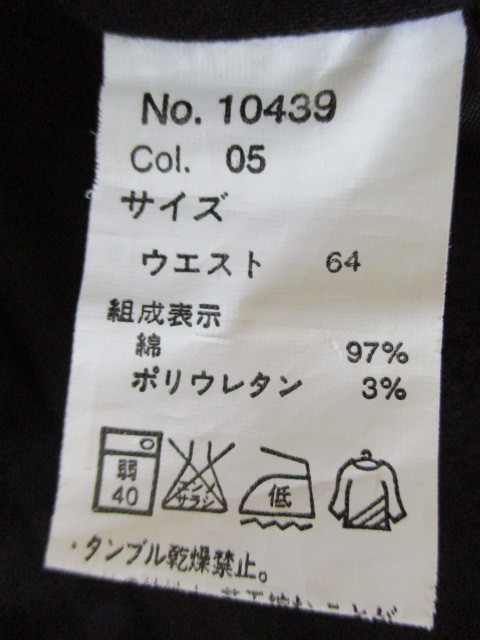 No. 10439
Col. 05
サイズ
ウエスト 64
組成表示
綿 97%
ポリウレタン 3%
弱
40
サラシ
低
・タンブル乾燥禁止。